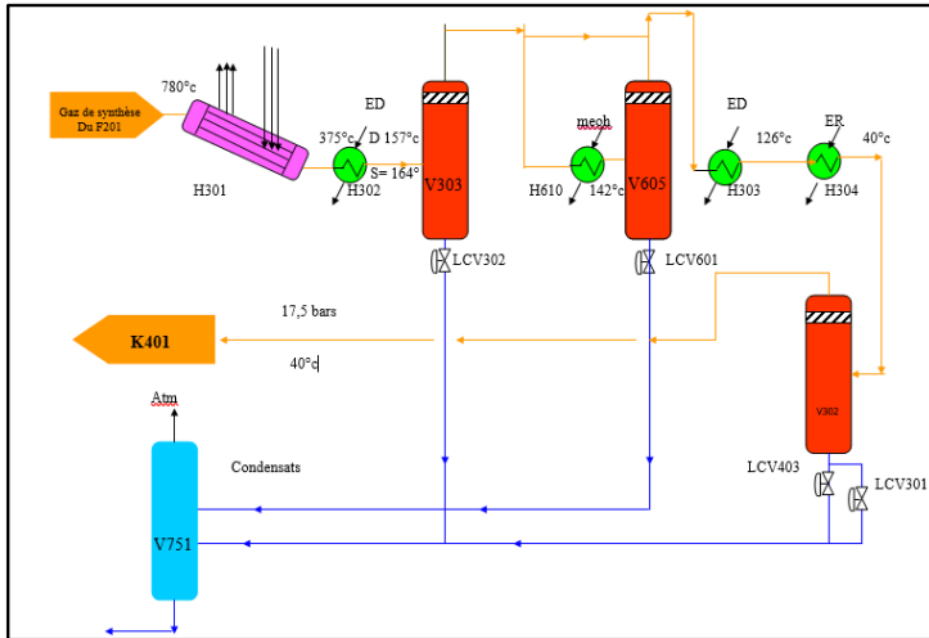 780°c
Gaz de synthèse
Du F201
H301
375°c
ED
D 157°c
S= 164°
H302
V303
LCV302
meoh
H610
142°c
V605
LCV601
ED
H303
126°c
ER
H304
40°c
17,5 bars
K401
40°c
V302
LCV403
LCV301
Atm
Condensats
V751